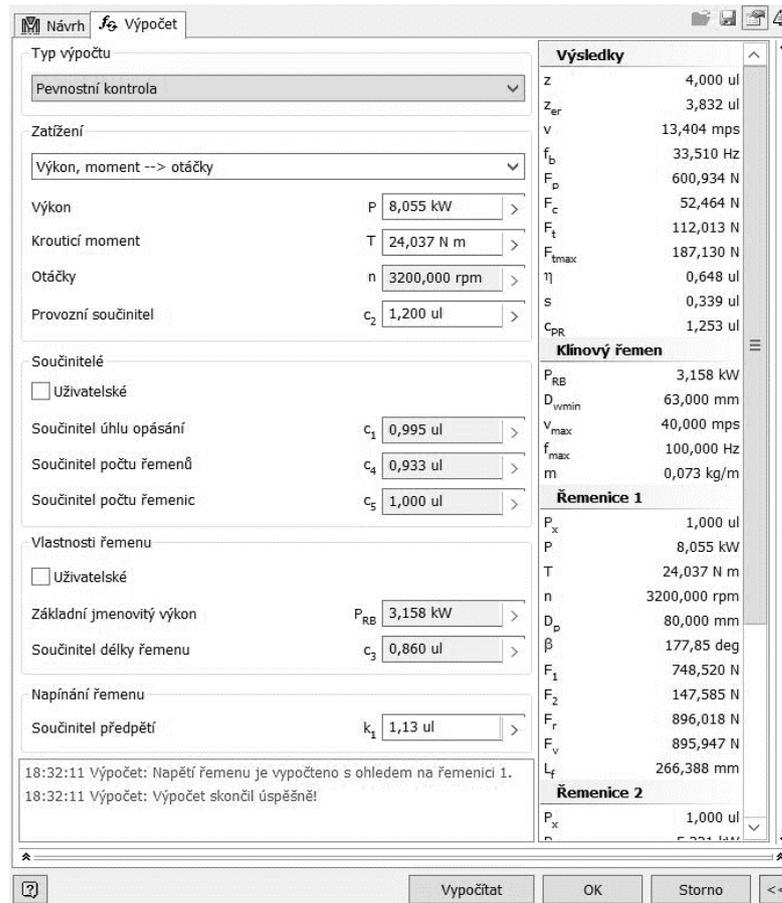 Návrh
fG Výpočet
Typ výpočtu
Pevnostní kontrola
Zatížení
Výkon, moment --> otáčky
Výkon P 8,055 kW >
Krouticí moment T 24,037 N m >
Otáčky n 3200,000 rpm >
Provozní součinitel c2 1,200 ul >
Součinitelé
Uživatelské
Součinitel úhlu opásání c1 0,995 ul >
Součinitel počtu řemenů c4 0,933 ul >
Součinitel počtu řemenic c5 1,000 ul >
Vlastnosti řemenu
Uživatelské
Základní jmenovitý výkon PRB 3,158 kW >
Součinitel délky řemenu c3 0,860 ul >
Napínání řemenu
Součinitel předpětí k1 1,13 ul >
18:32:11 Výpočet: Napětí řemenu je vypočteno s ohledem na řemenici 1.
18:32:11 Výpočet: Výpočet skončil úspěšně!
Výsledky
z 4,000 ul
zer 3,832 ul
v 13,404 mps
fb 33,510 Hz
Fp 600,934 N
Fc 52,464 N
Ft 112,013 N
Ftmax 187,130 N
η 0,648 ul
s 0,339 ul
cPR 1,253 ul
Klínový řemen
PRB 3,158 kW
Dwmin 63,000 mm
vmax 40,000 mps
fmax 100,000 Hz
m 0,073 kg/m
Řemenice 1
Px 1,000 ul
P 8,055 kW
T 24,037 N m
n 3200,000 rpm
Dp 80,000 mm
β 177,85 deg
F1 748,520 N
F2 147,585 N
Fr 896,018 N
Fv 895,947 N
Lf 266,388 mm
Řemenice 2
Px 1,000 ul
Vypočítat
OK
Storno
<<